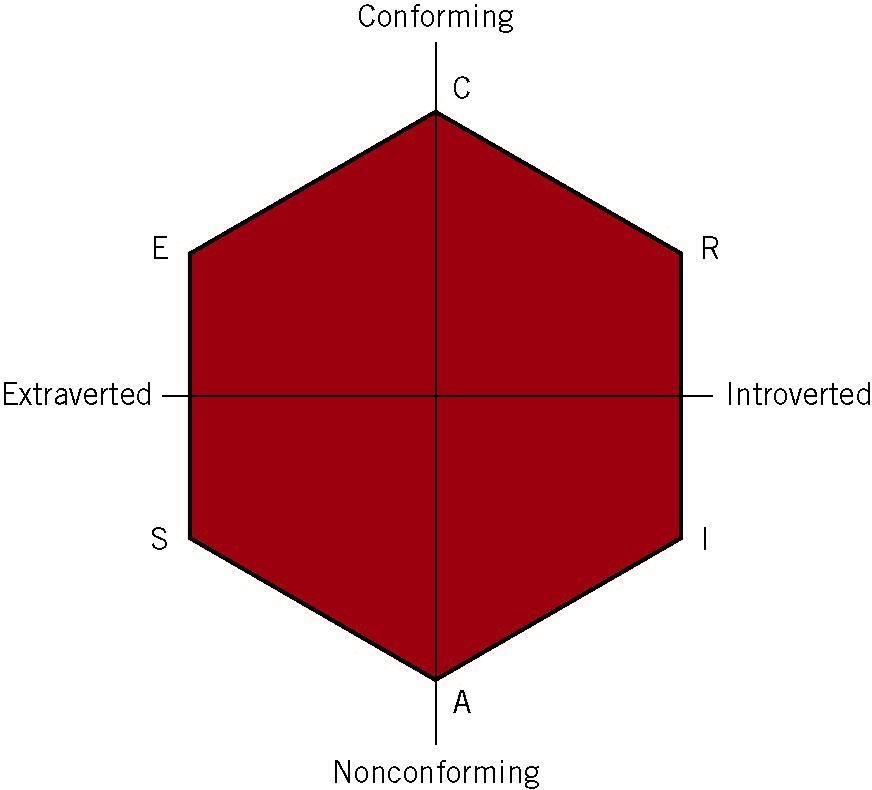 Conforming
C
E
R
Extraverted
Introverted
S
I
A
Nonconforming